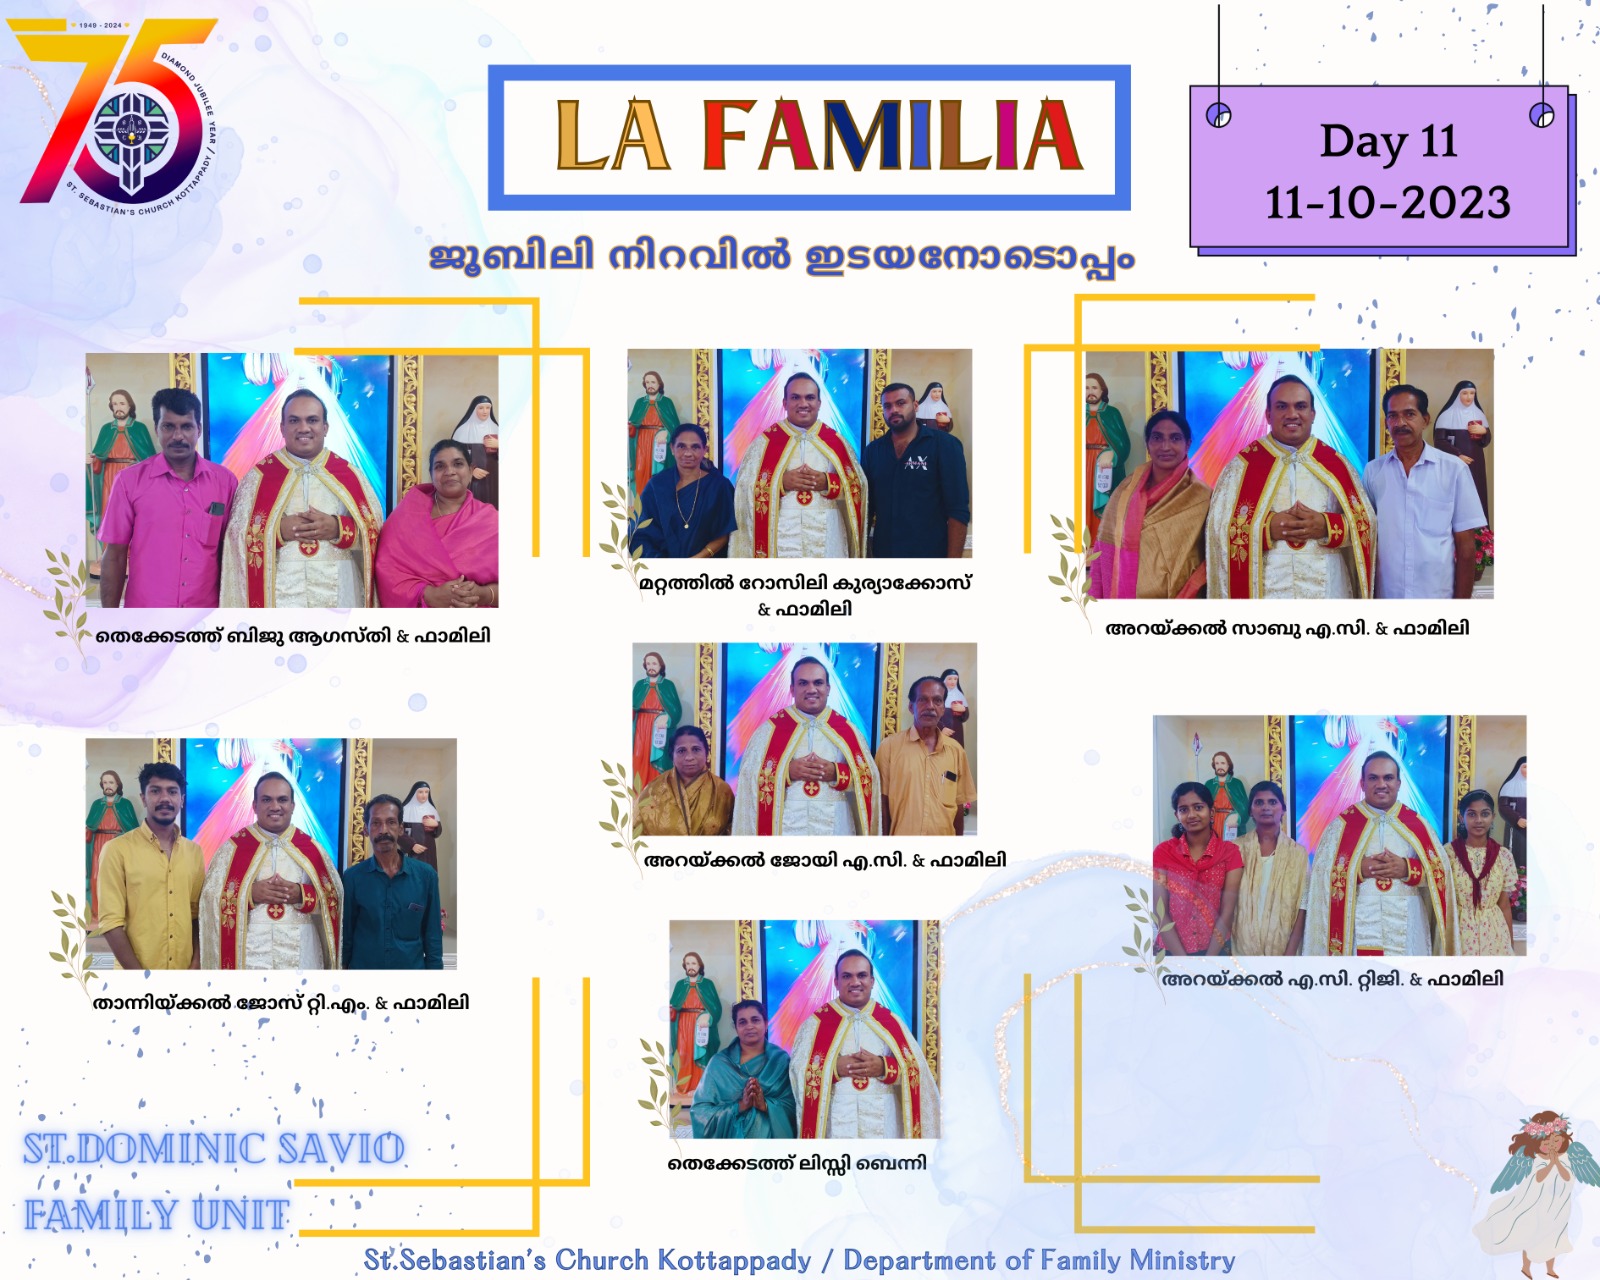 1949 - 2024
75
DIAMOND JUBILEE YEAR /
ST. SEBASTIAN'S CHURCH KOTTAPPADY
LA FAMILIA
Day 11
11-10-2023
ജൂബിലി നിറവിൽ ഇടയനോടൊപ്പം
തെക്കേടത്ത് ബിജു ആഗസ്തി & ഫാമിലി
മറ്റത്തിൽ റോസിലി കുര്യാക്കോസ്
& ഫാമിലി
അറയ്ക്കൽ സാബു എ.സി. & ഫാമിലി
താന്നിയ്ക്കൽ ജോസ് റ്റി.എം. & ഫാമിലി
അറയ്ക്കൽ ജോയി എ.സി. & ഫാമിലി
അറയ്ക്കൽ എ.സി. റ്റിജി. & ഫാമിലി
തെക്കേടത്ത് ലിസ്സി ബെന്നി
ST.DOMINIC SAVIO
FAMILY UNIT
St.Sebastian's Church Kottappady / Department of Family Ministry